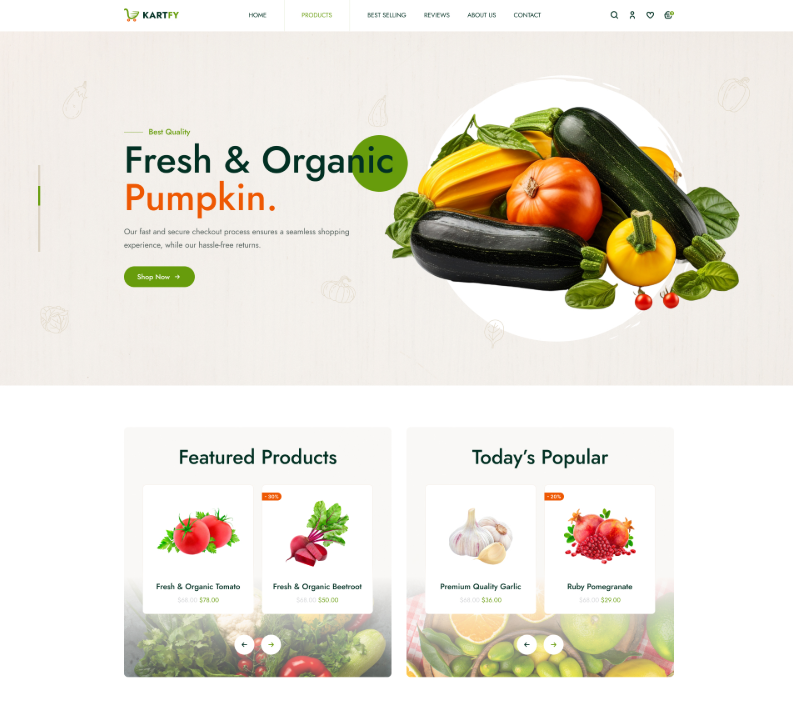 KARTFY
HOME
PRODUCTS
BEST SELLING
REVIEWS
ABOUT US
CONTACT
Best Quality
Fresh & Organic
Pumpkin.
Our fast and secure checkout process ensures a seamless shopping
experience, while our hassle-free returns.
Shop Now
Featured Products
Fresh & Organic Tomato
$68.00 $78.00
- 30%
Fresh & Organic Beetroot
$68.00 $50.00
Today's Popular
Premium Quality Garlic
$68.00 $36.00
- 20%
Ruby Pomegranate
$68.00 $29.00